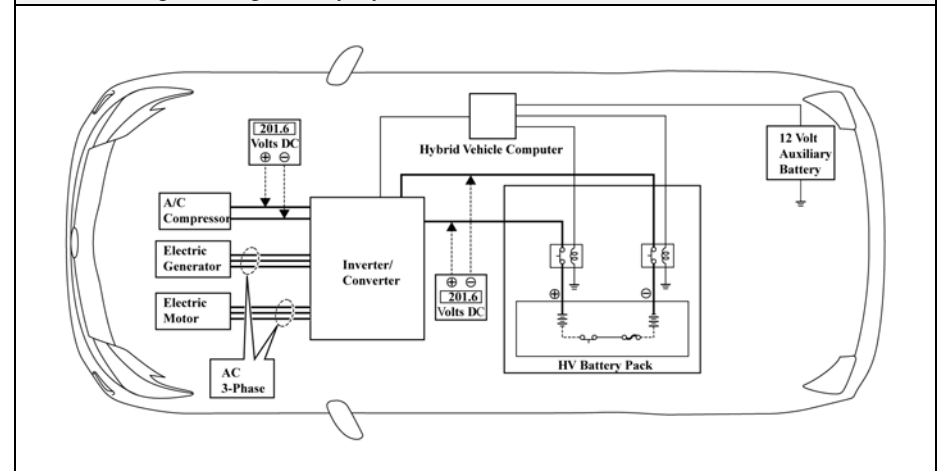 201.6
Volts DC
⊕ ⊖
Hybrid Vehicle Computer
12 Volt
Auxiliary
Battery
A/C
Compressor
Electric
Generator
Inverter/
Converter
Electric
Motor
⊕ ⊖
201.6
Volts DC
⊕ ⊖
HV Battery Pack
AC
3-Phase